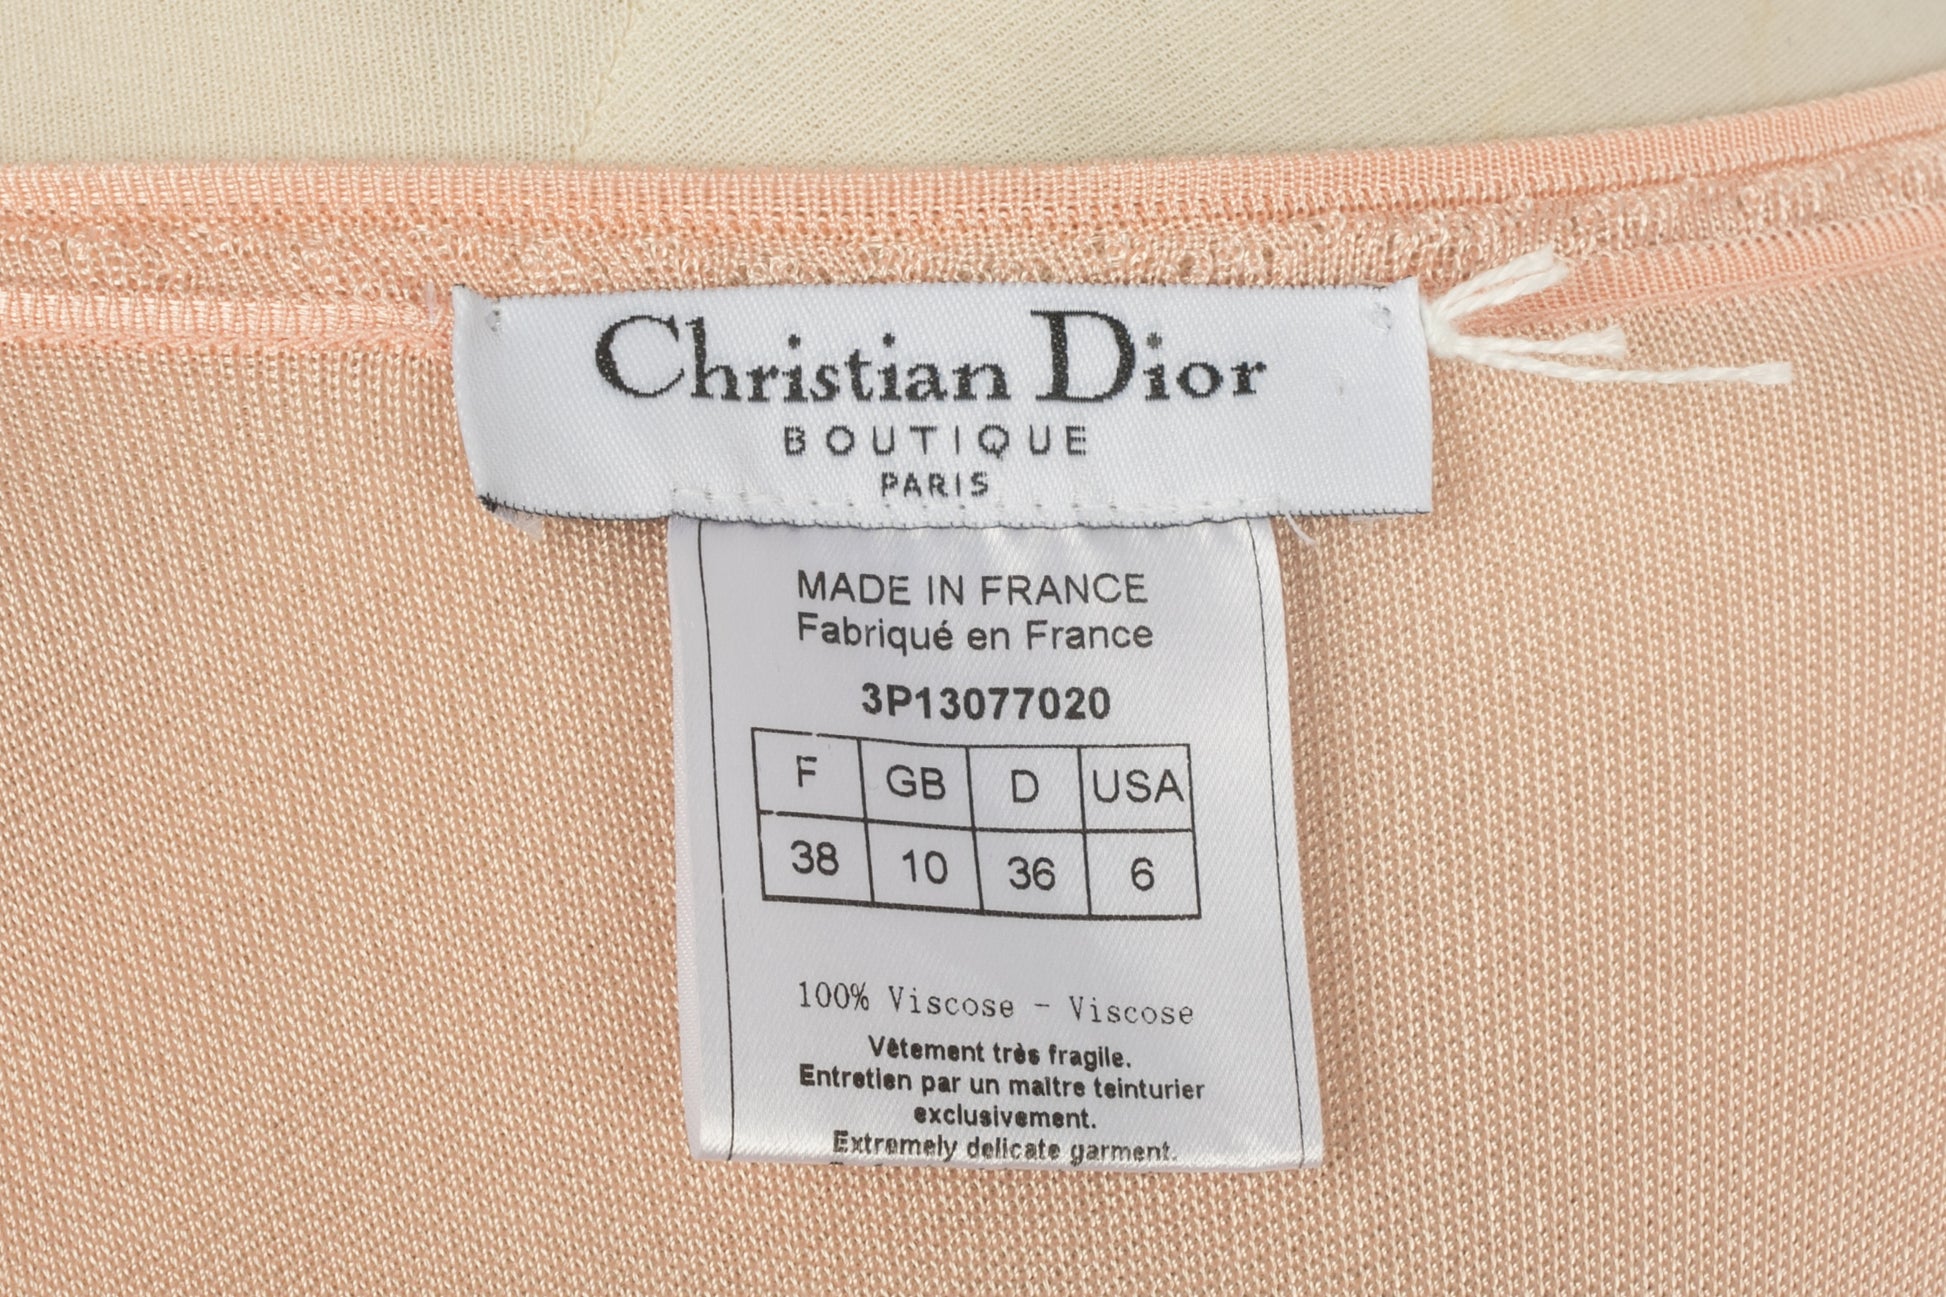 Christian Dior
BOUTIQUE
PARIS
MADE IN FRANCE
Fabriqué en France
3P13077020
F GB D USA
38 10 36 6
100% Viscose - Viscose
Vêtement très fragile.
Entretien par un maître teinturier
exclusivement.
Extremely delicate garment.